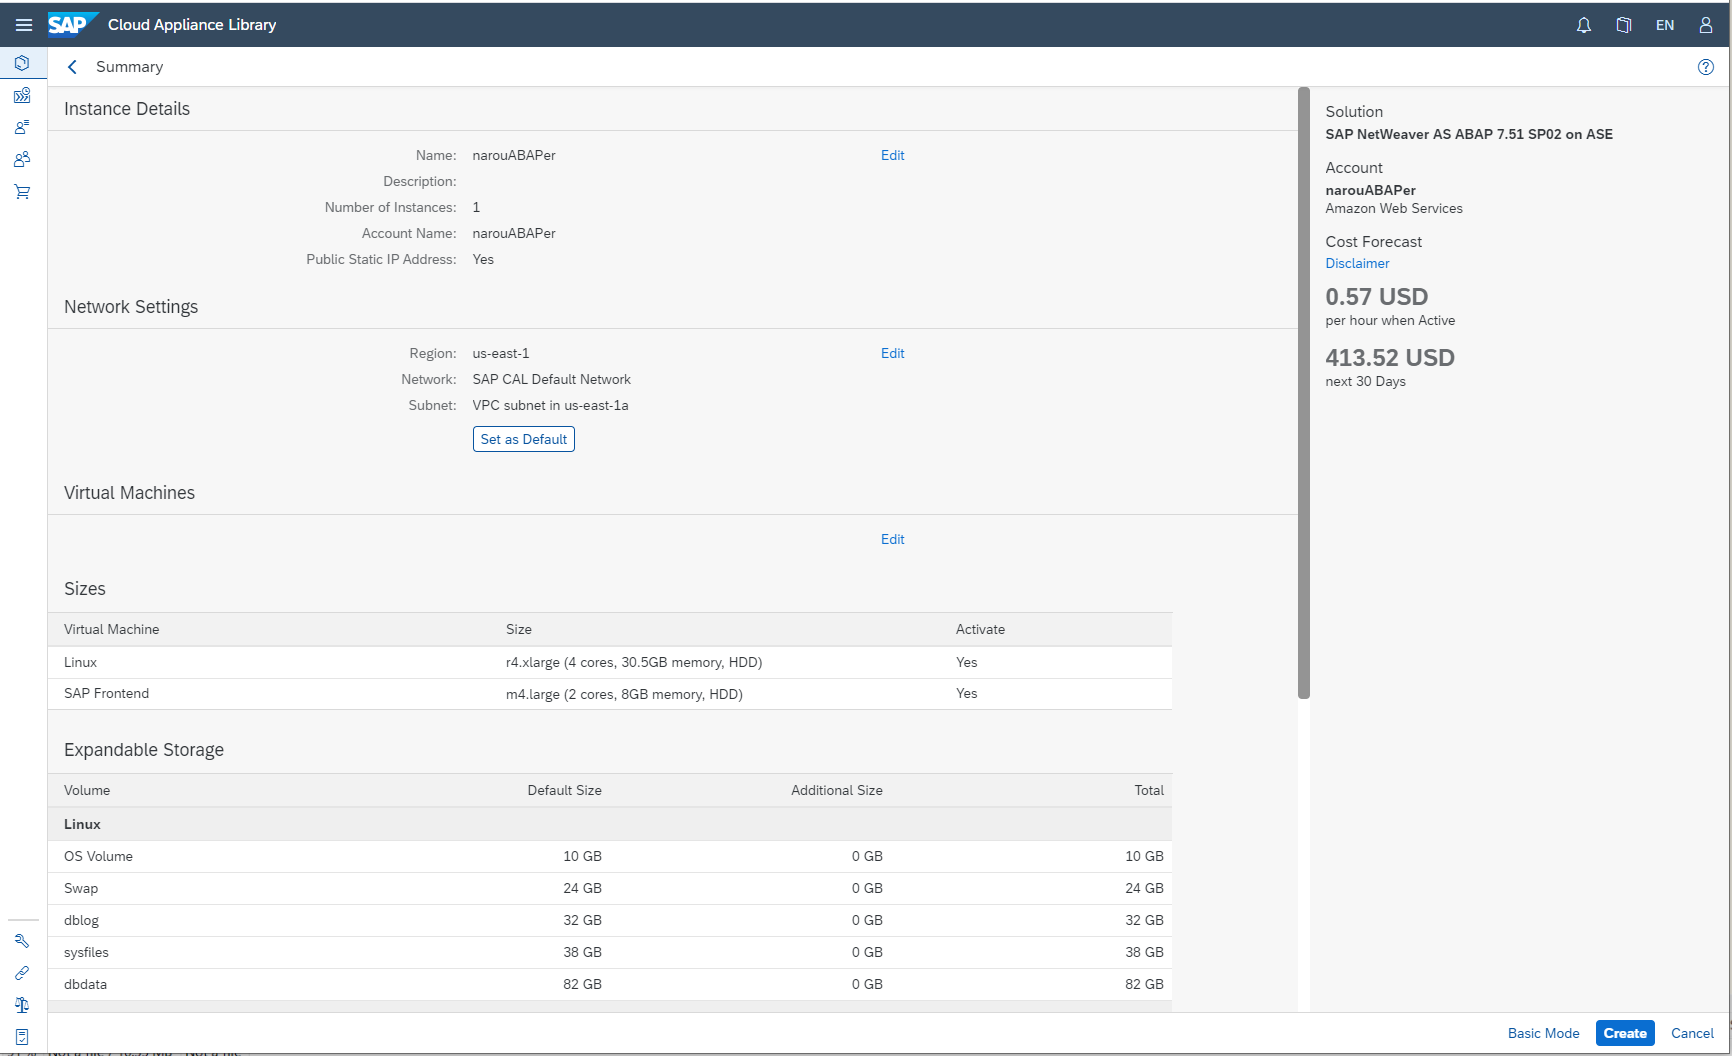 SAP Cloud Appliance Library
EN
Summary
Instance Details
Name: narouABAPer Edit
Description:
Number of Instances: 1
Account Name: narouABAPer
Public Static IP Address: Yes
Network Settings
Region: us-east-1 Edit
Network: SAP CAL Default Network
Subnet: VPC subnet in us-east-1a
Set as Default
Virtual Machines
Edit
Sizes
Virtual Machine Size Activate
Linux r4.xlarge (4 cores, 30.5GB memory, HDD) Yes
SAP Frontend m4.large (2 cores, 8GB memory, HDD) Yes
Expandable Storage
Volume Default Size Additional Size Total
Linux
OS Volume 10 GB 0 GB 10 GB
Swap 24 GB 0 GB 24 GB
dblog 32 GB 0 GB 32 GB
sysfiles 38 GB 0 GB 38 GB
dbdata 82 GB 0 GB 82 GB
Solution
SAP NetWeaver AS ABAP 7.51 SP02 on ASE
Account
narouABAPer
Amazon Web Services
Cost Forecast
Disclaimer
0.57 USD
per hour when Active
413.52 USD
next 30 Days
Basic Mode Create Cancel